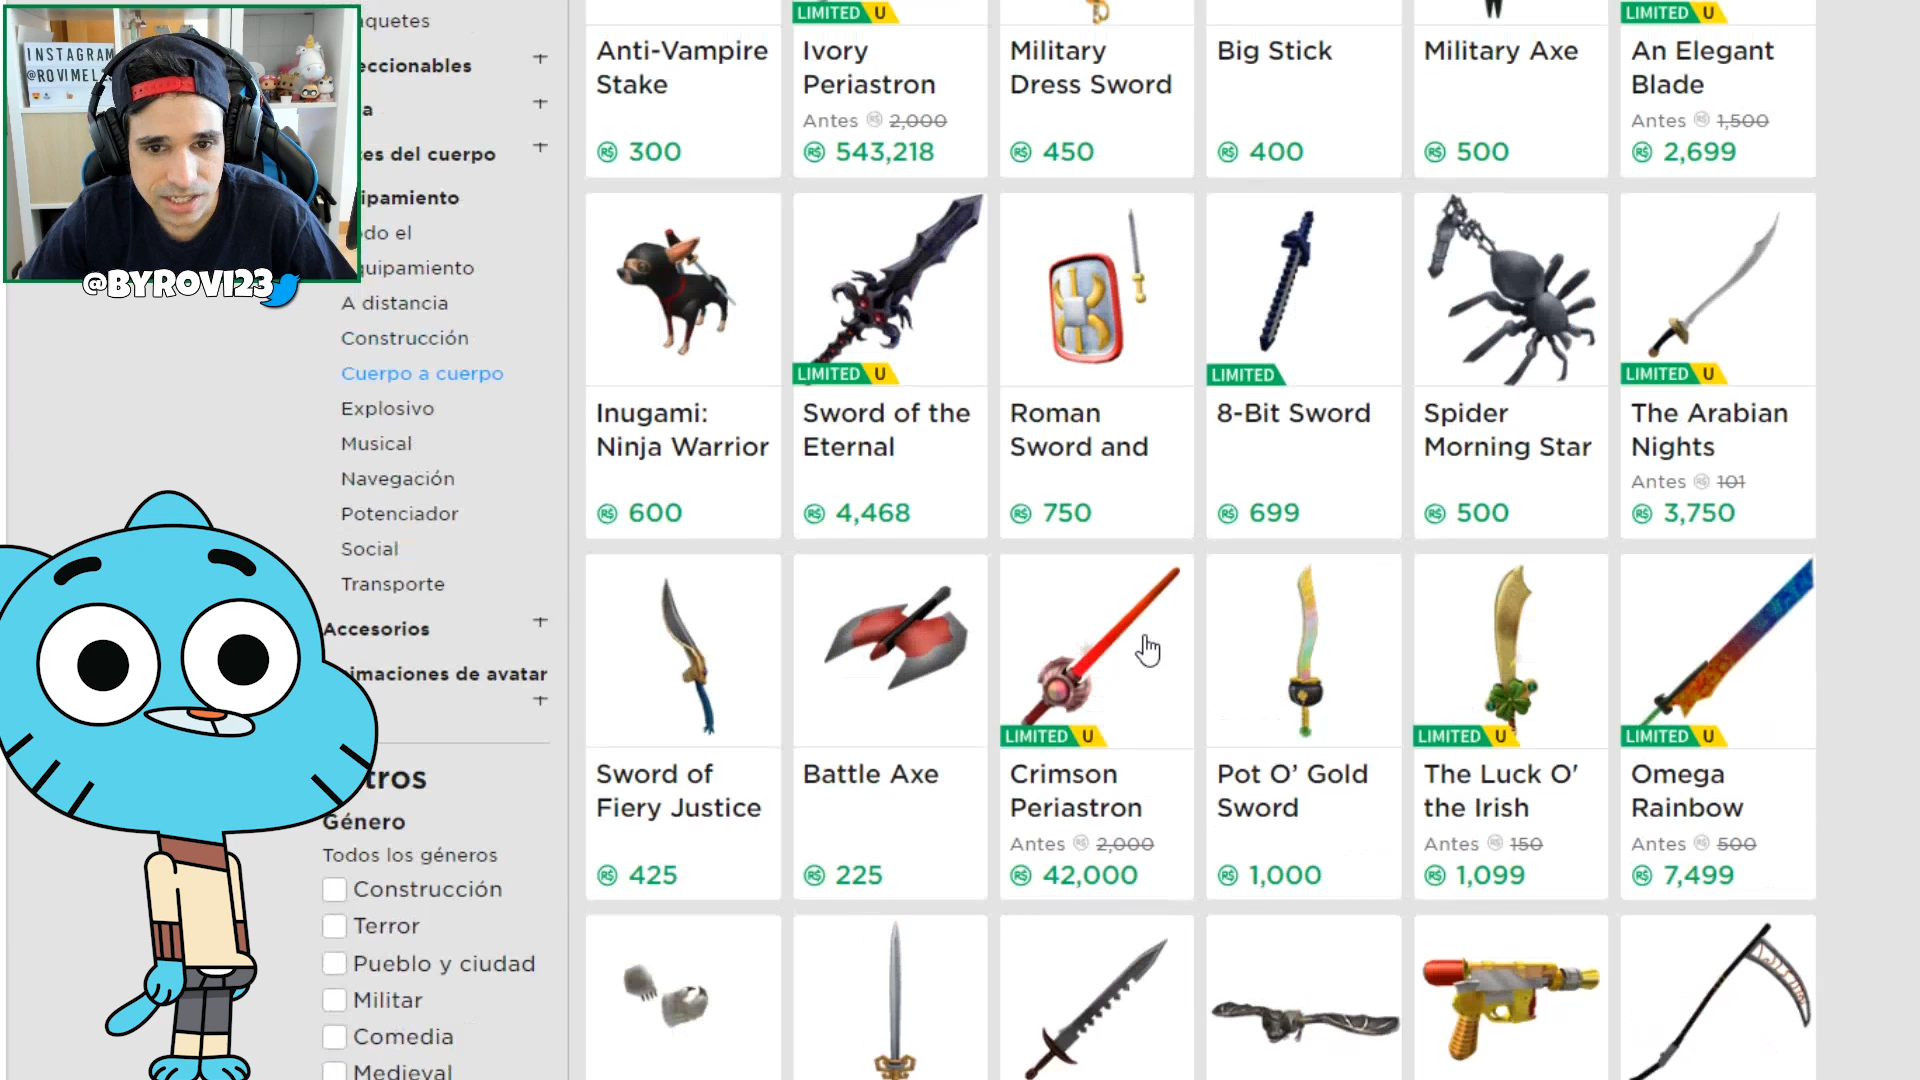 INSTAGRAM
@ROVIMEL2
@BYROVI23
quetes
eccionables
a
es del cuerpo
ipamiento
do el
quipamiento
A distancia
Construcción
Cuerpo a cuerpo
Explosivo
Musical
Navegación
Potenciador
Social
Transporte
Accesorios
imaciones de avatar
tros
Género
Todos los géneros
Construcción
Terror
Pueblo y ciudad
Militar
Comedia
Medieval
Anti-Vampire
Stake
300
LIMITED U
Ivory
Periastron
Antes 2,000
543,218
Military
Dress Sword
450
Big Stick
400
Military Axe
500
LIMITED U
An Elegant
Blade
Antes 1,500
2,699
Inugami:
Ninja Warrior
600
LIMITED U
Sword of the
Eternal
4,468
Roman
Sword and
750
LIMITED
8-Bit Sword
699
Spider
Morning Star
500
LIMITED U
The Arabian
Nights
Antes 101
3,750
Sword of
Fiery Justice
425
Battle Axe
225
LIMITED U
Crimson
Periastron
Antes 2,000
42,000
Pot O’ Gold
Sword
1,000
LIMITED U
The Luck O'
the Irish
Antes 150
1,099
LIMITED U
Omega
Rainbow
Antes 500
7,499